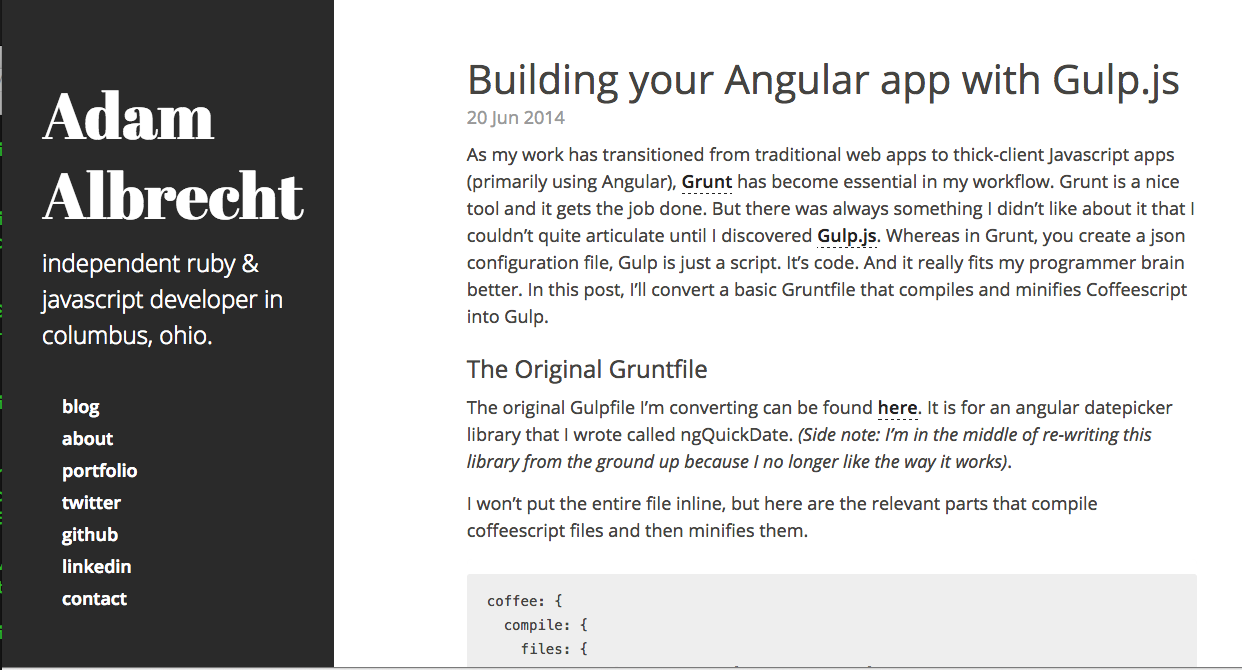 Adam
Albrecht
independent ruby &
javascript developer in
columbus, ohio.
blog
about
portfolio
twitter
github
linkedin
contact
Building your Angular app with Gulp.js
20 Jun 2014
As my work has transitioned from traditional web apps to thick-client Javascript apps
(primarily using Angular), Grunt has become essential in my workflow. Grunt is a nice
tool and it gets the job done. But there was always something I didn’t like about it that I
couldn’t quite articulate until I discovered Gulp.js. Whereas in Grunt, you create a json
configuration file, Gulp is just a script. It’s code. And it really fits my programmer brain
better. In this post, I’ll convert a basic Gruntfile that compiles and minifies Coffeescript
into Gulp.
The Original Gruntfile
The original Gulpfile I’m converting can be found here. It is for an angular datepicker
library that I wrote called ngQuickDate. (Side note: I’m in the middle of re-writing this
library from the ground up because I no longer like the way it works).
I won’t put the entire file inline, but here are the relevant parts that compile
coffeescript files and then minifies them.
coffee: {
compile: {
files: {